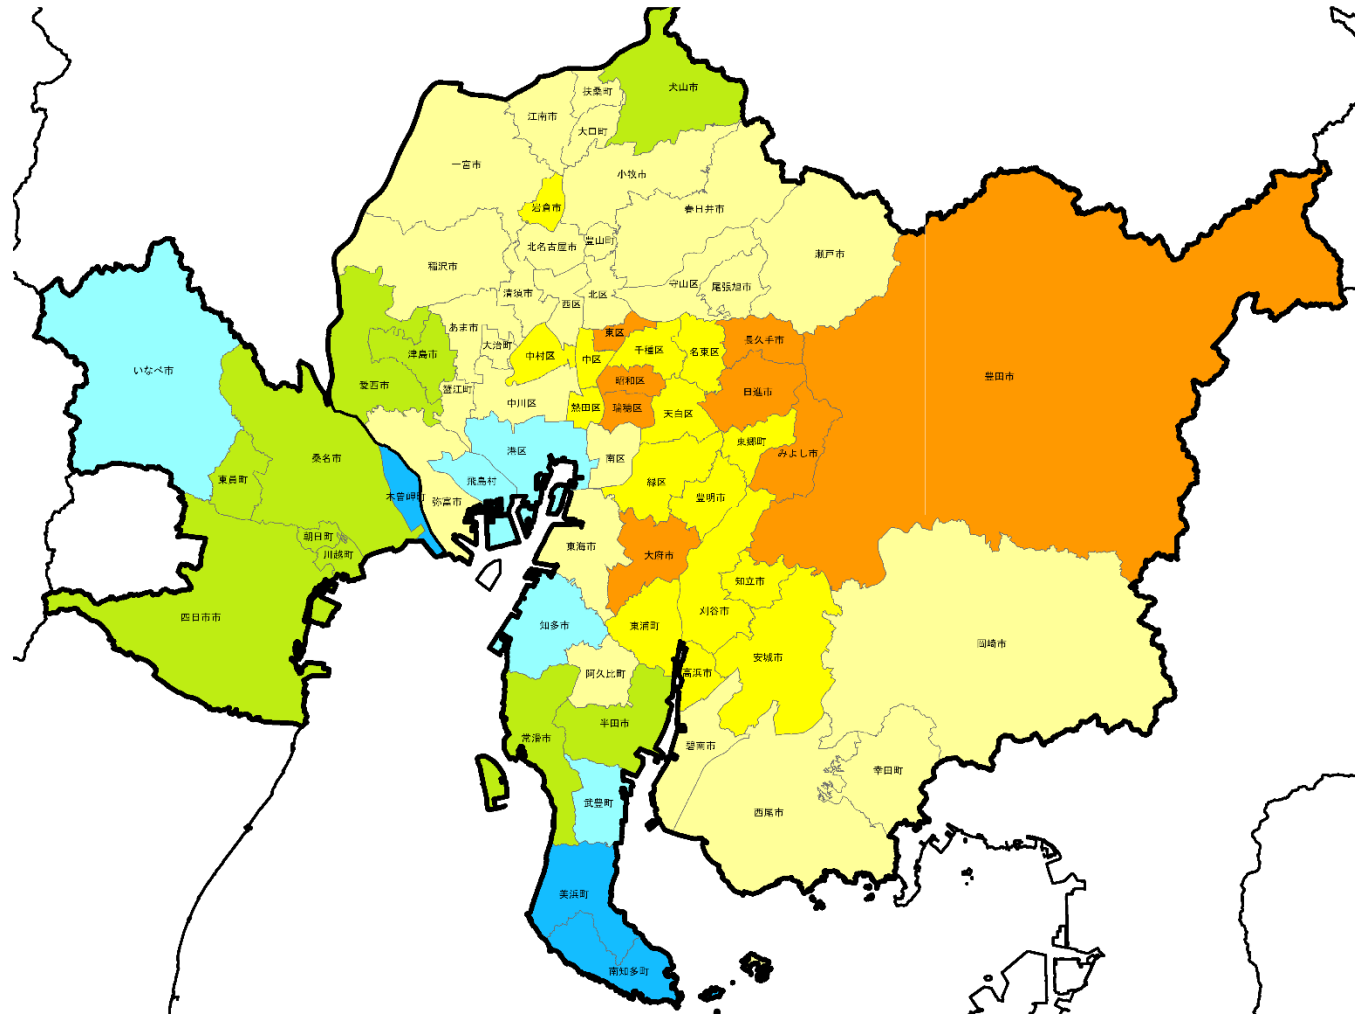 犬山市
扶桑町
江南市
大口町
一宮市
小牧市
岩倉市
春日井市
北名古屋市
豊山町
瀬戸市
稲沢市
守山区
尾張旭市
清須市
西区
北区
あま市
東区
長久手市
大治町
中村区
中区
千種区
名東区
津島市
いなべ市
豊田市
愛西市
蟹江町
昭和区
日進市
中川区
熱田区
瑞穂区
天白区
東郷町
みよし市
港区
南区
桑名市
東員町
飛島村
緑区
木曽岬町
弥富市
豊明市
朝日町
川越町
東海市
大府市
知立市
四日市市
知多市
東浦町
刈谷市
岡崎市
安城市
阿久比町
高浜市
半田市
常滑市
碧南市
幸田町
武豊町
西尾市
美浜町
南知多町